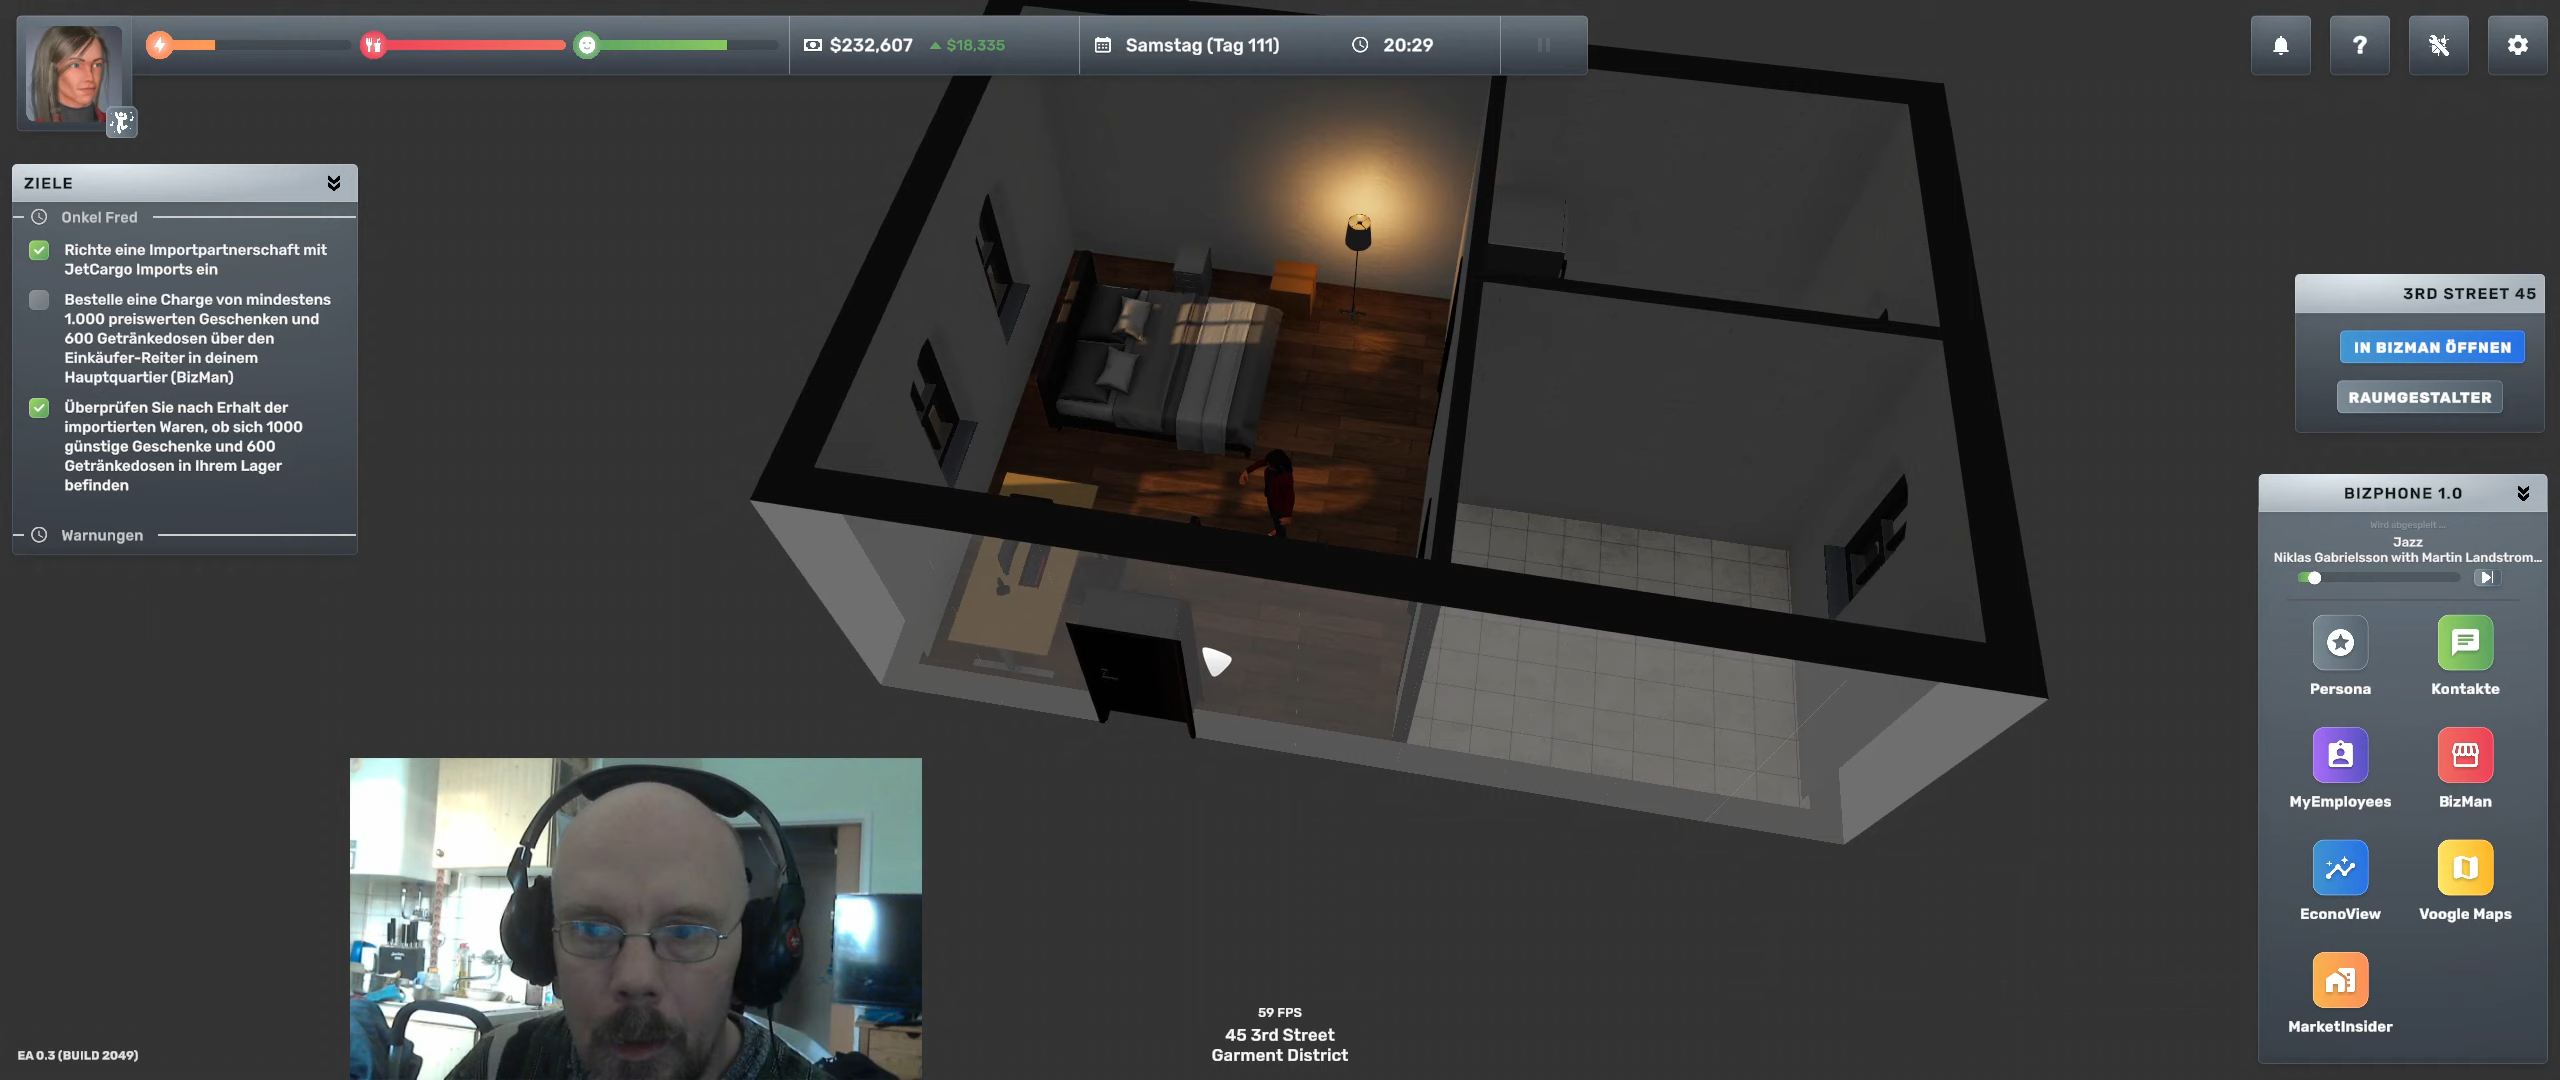 $232,607
$18,335
Samstag (Tag 111)
20:29
?
ZIELE
Onkel Fred
Richte eine Importpartnerschaft mit
JetCargo Imports ein
Bestelle eine Charge von mindestens
1.000 preiswerten Geschenken und
600 Getränkedosen über den
Einkäufer-Reiter in deinem
Hauptquartier (BizMan)
Überprüfen Sie nach Erhalt der
importierten Waren, ob sich 1000
günstige Geschenke und 600
Getränkedosen in Ihrem Lager
befinden
Warnungen
3RD STREET 45
IN BIZMAN ÖFFNEN
RAUMGESTALTER
BIZPHONE 1.0
Wird abgespielt ...
Jazz
Niklas Gabrielsson with Martin Landstrom...
Persona
Kontakte
MyEmployees
BizMan
EconoView
Voogle Maps
MarketInsider
59 FPS
45 3rd Street
Garment District
EA 0.3 (BUILD 2049)